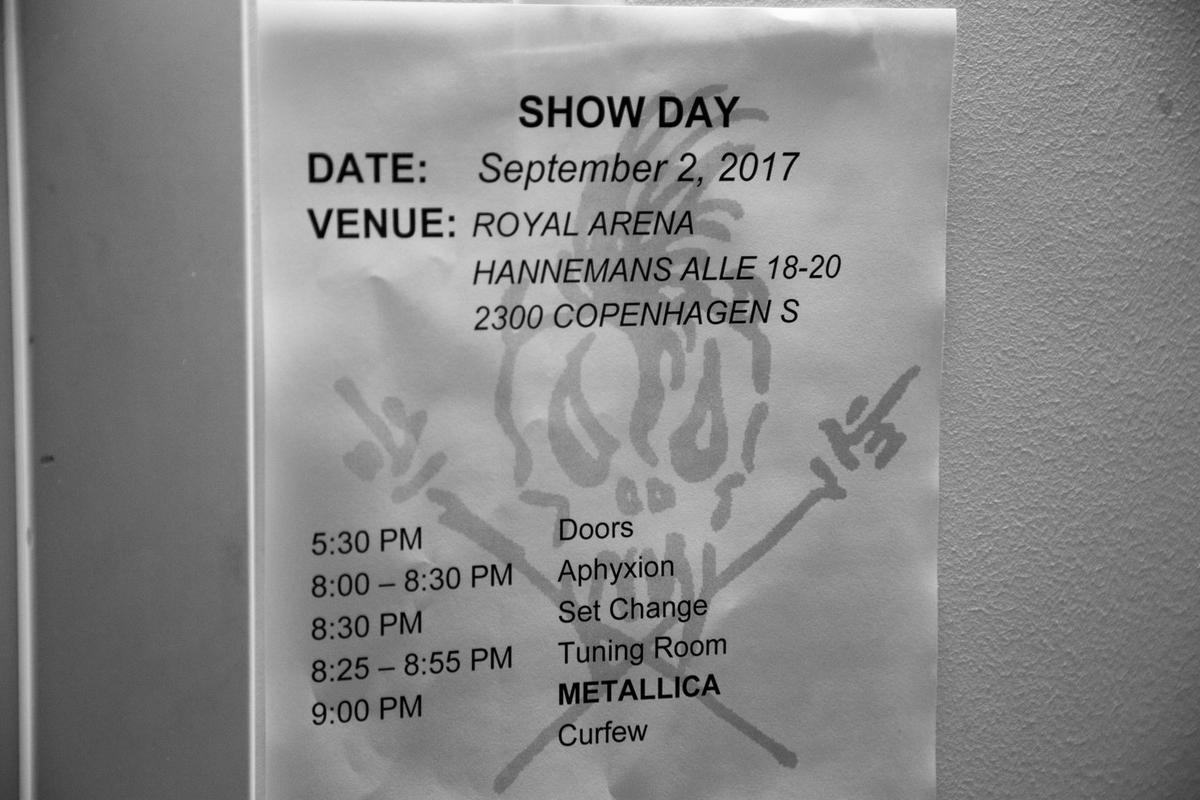 SHOW DAY
DATE: September 2, 2017
VENUE: ROYAL ARENA
HANNEMANS ALLE 18-20
2300 COPENHAGEN S
5:30 PM Doors
8:00 – 8:30 PM Aphyxion
8:30 PM Set Change
8:25 – 8:55 PM Tuning Room
9:00 PM METALLICA
Curfew